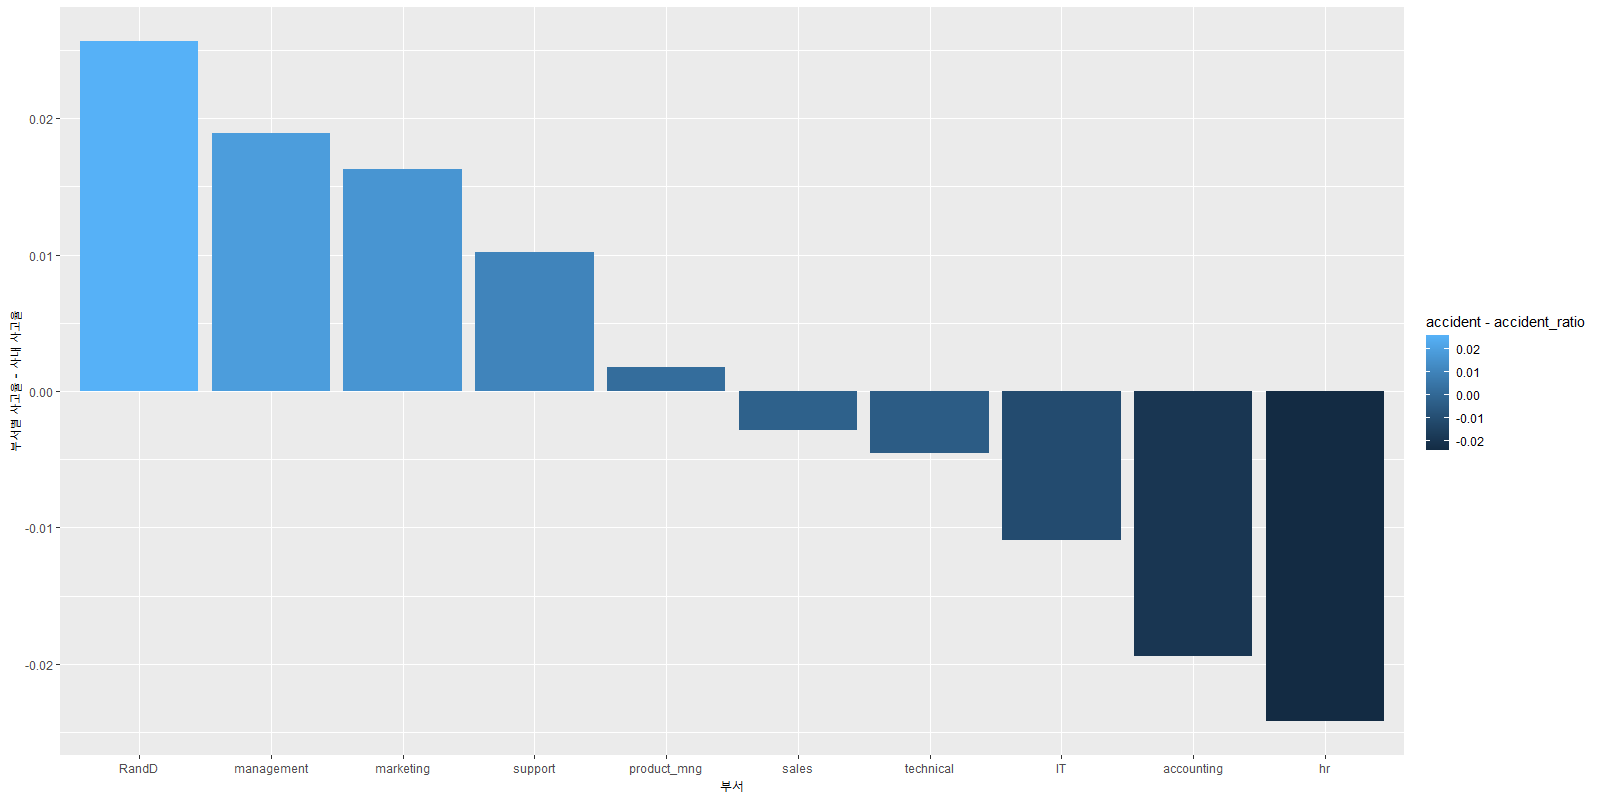 부서별 사고율 - 사내 사고율
0.02
0.01
0.00
-0.01
-0.02
RandD management marketing support product_mng sales technical IT accounting hr
부서
accident - accident_ratio
0.02
0.01
0.00
-0.01
-0.02